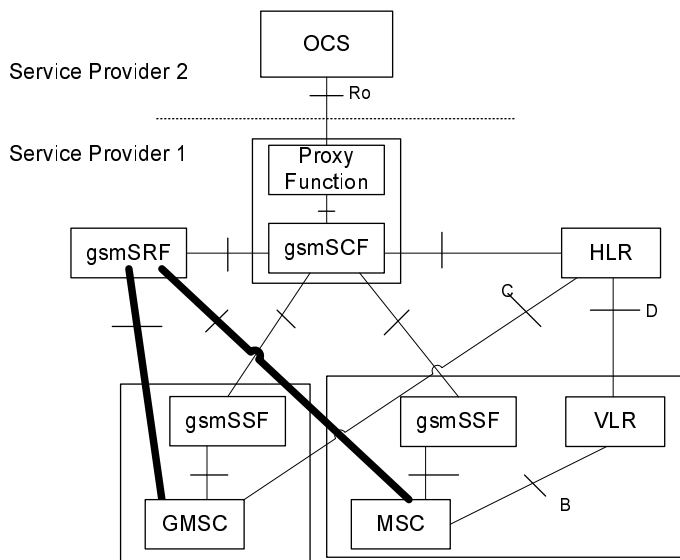 OCS
Service Provider 2
Ro
Service Provider 1
Proxy
Function
gsmSRF
gsmSCF
HLR
C
D
gsmSSF
gsmSSF
VLR
GMSC
MSC
B